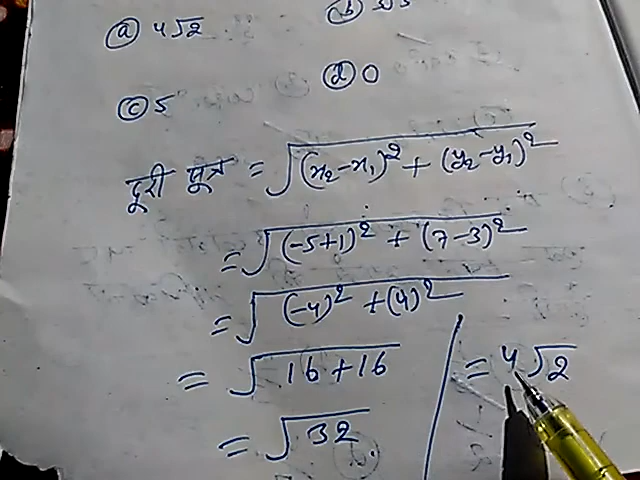 (a) 4√2
(b)
(d) 0
(c) 5
दूरी सूत्र = √(x₂-x₁)² + (y₂-y₁)²
= √(-5+1)² + (7-3)²
= √(-4)² + (4)²
= √16+16
= √32
= 4√2